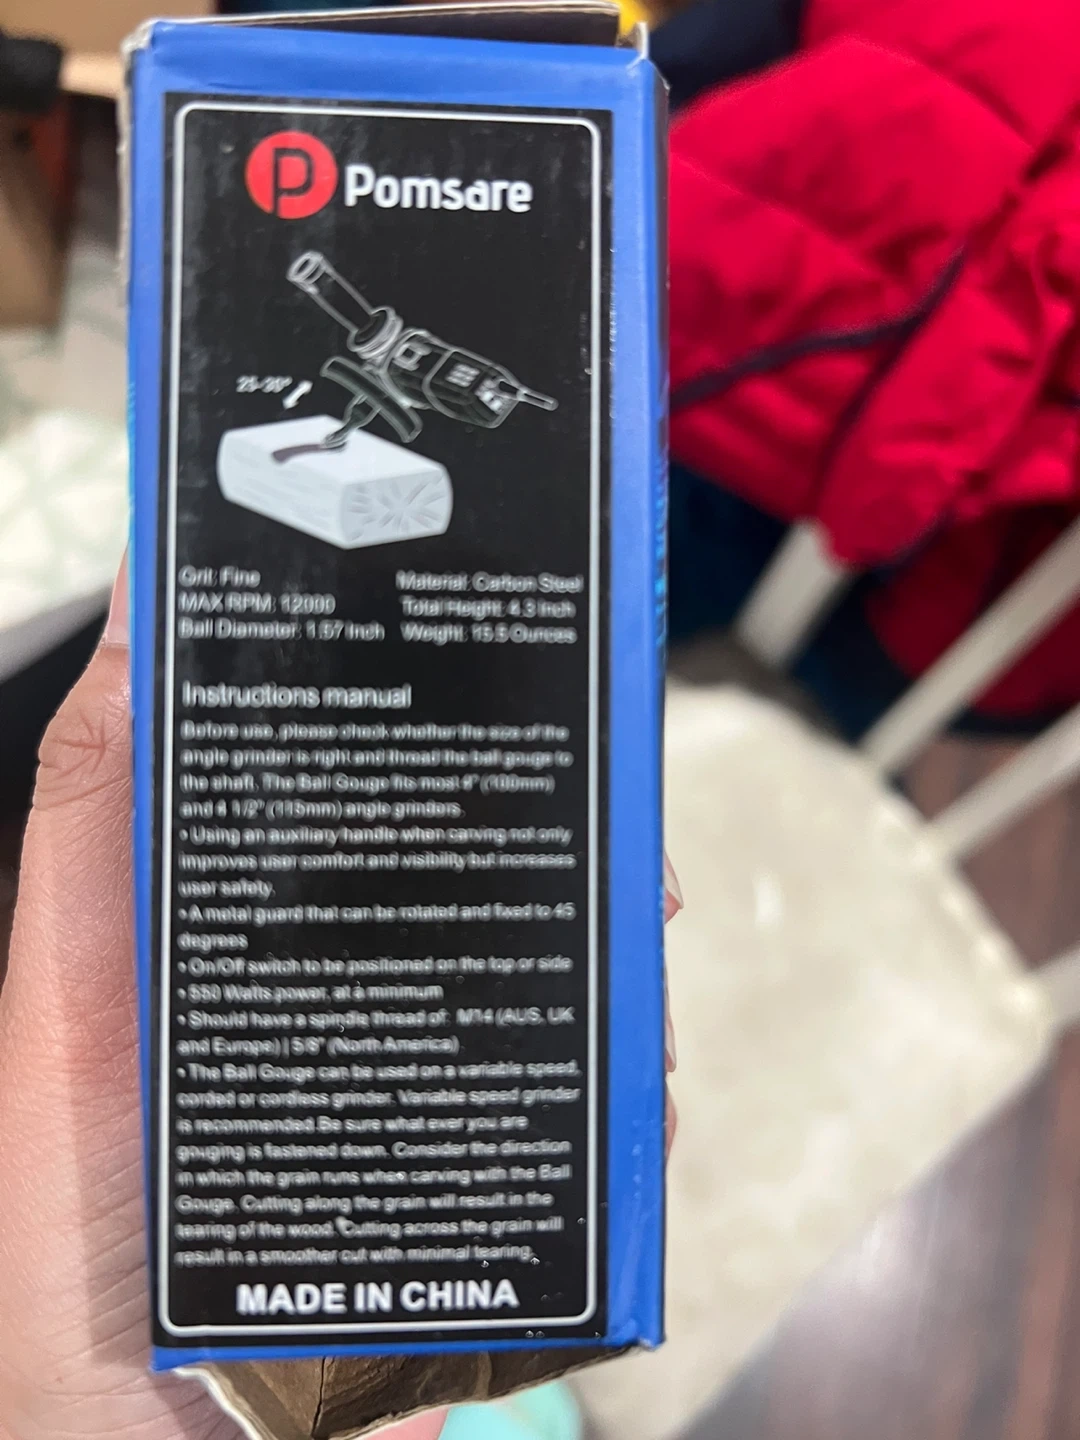 Pomsare
25-30°
Grit: Fine
MAX RPM: 12000
Ball Diameter: 1.57 Inch
Material: Carbon Steel
Total Height: 4.3 Inch
Weight: 15.5 Ounces
Instructions manual
Before use, please check whether the size of the
angle grinder is right and thread the ball gouge to
the shaft. The Ball Gouge fits most 4" (100mm)
and 4 1/2" (115mm) angle grinders.
• Using an auxiliary handle when carving not only
improves user comfort and visibility but increases
user safety.
• A metal guard that can be rotated and fixed to 45
degrees
• On/Off switch to be positioned on the top or side
• 550 Watts power, at a minimum
• Should have a spindle thread of: M14 (AUS, UK
and Europe) | 5/8" (North America)
• The Ball Gouge can be used on a variable speed,
corded or cordless grinder. Variable speed grinder
is recommended.Be sure what ever you are
gouging is fastened down. Consider the direction
in which the grain runs when carving with the Ball
Gouge. Cutting along the grain will result in the
tearing of the wood. Cutting across the grain will
result in a smoother cut with minimal tearing.
MADE IN CHINA